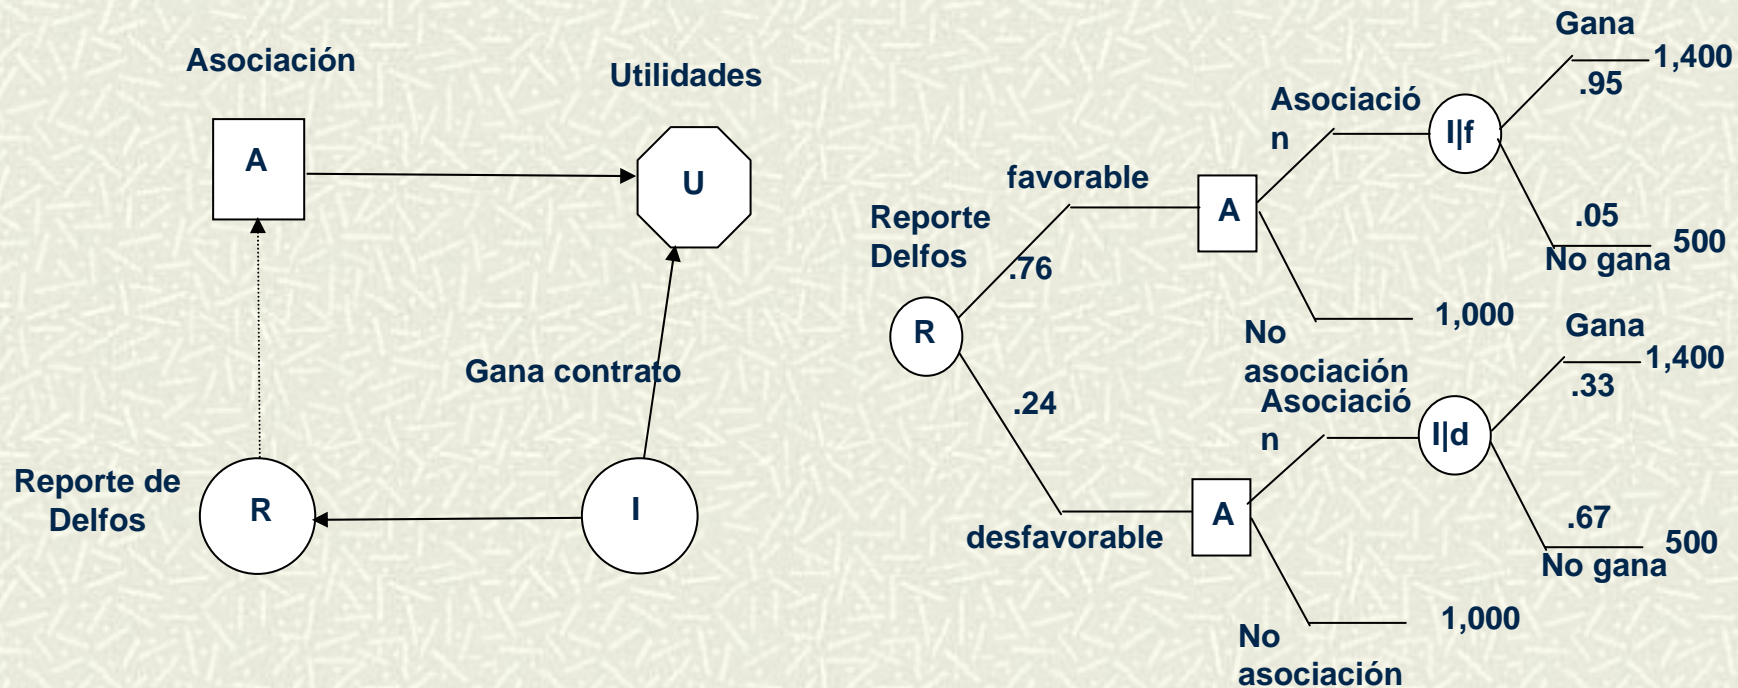 Asociación
Utilidades
A
U
Gana contrato
Reporte de
Delfos
R
I
Gana
1,400
.95
Asociació
n
I|f
favorable
A
Reporte
Delfos
.76
.05
500
No gana
1,000
No
asociación
R
.24
Gana
1,400
.33
Asociació
n
I|d
A
.67
500
No gana
desfavorable
1,000
No
asociación